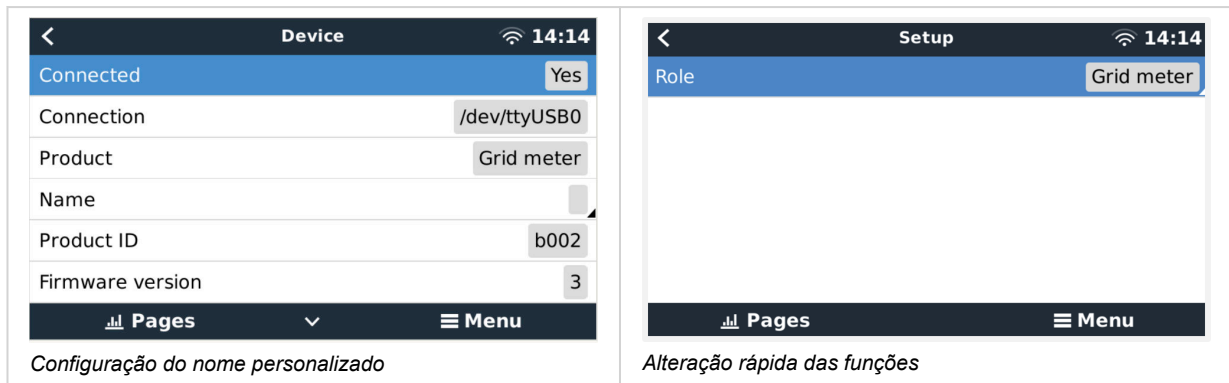 Device 14:14
Connected Yes
Connection /dev/ttyUSB0
Product Grid meter
Name
Product ID b002
Firmware version 3
Pages Menu
Configuração do nome personalizado
Setup 14:14
Role Grid meter
Pages Menu
Alteração rápida das funções